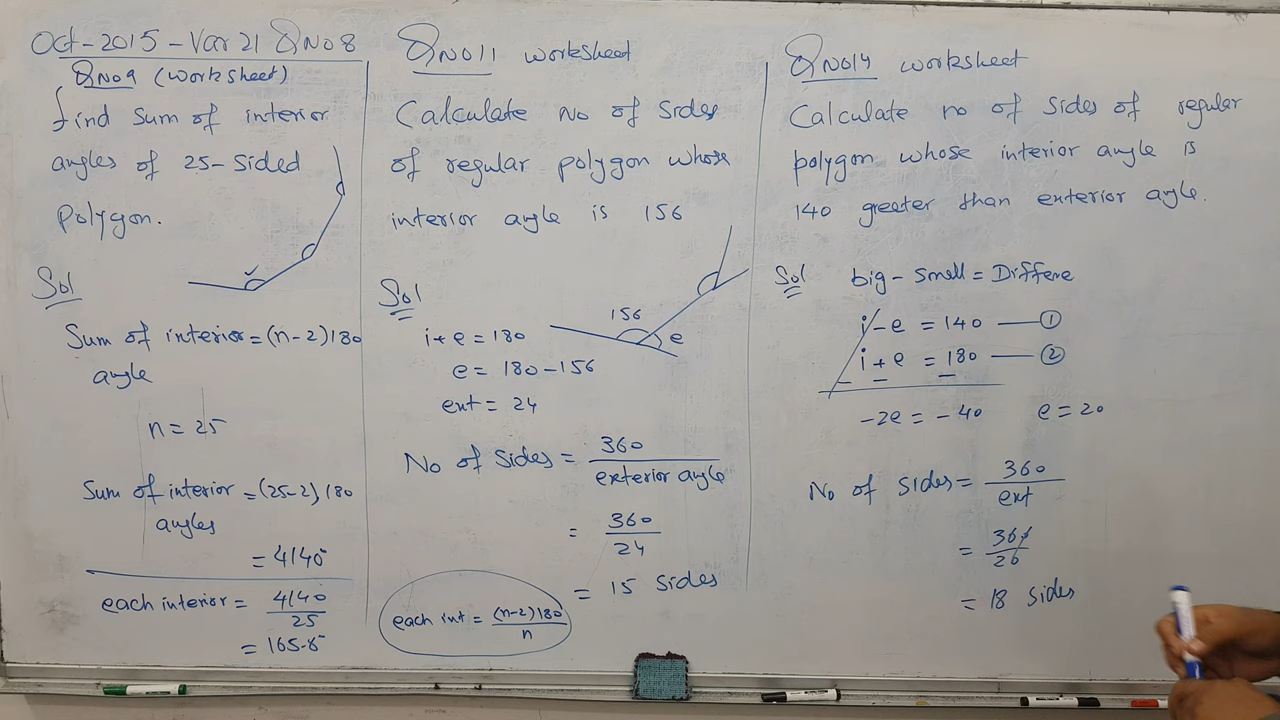 Oct-2015-Var 21 QNo 8
QNo9 (Worksheet)
find Sum of interior
angles of 25-sided
polygon.
Sol
Sum of interior = (n-2)180
angle
n = 25
Sum of interior = (25-2)180
angles
= 4140°
each interior = 4140/25
= 165.6°
QNo11 worksheet
Calculate No of sides
of regular polygon whose
interior angle is 156
Sol
156
e
i+e = 180
e = 180-156
ext = 24
No of sides = 360/exterior angle
= 360/24
= 15 sides
each int = (n-2)180/n
QNo14 worksheet
Calculate no of sides of regular
polygon whose interior angle is
140 greater than exterior angle.
Sol big - small = Differe
i-e = 140 — ①
i+e = 180 — ②
- - -
-2e = -40 e = 20
No of sides = 360/ext
= 360/20
= 18 sides